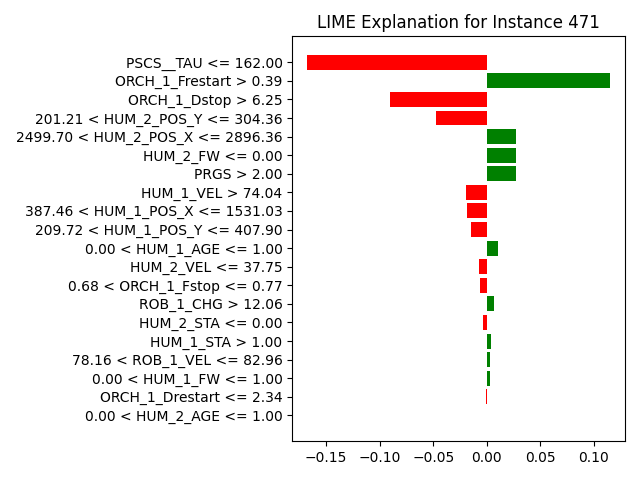 LIME Explanation for Instance 471
PSCS__TAU <= 162.00
ORCH_1_Frestart > 0.39
ORCH_1_Dstop > 6.25
201.21 < HUM_2_POS_Y <= 304.36
2499.70 < HUM_2_POS_X <= 2896.36
HUM_2_FW <= 0.00
PRGS > 2.00
HUM_1_VEL > 74.04
387.46 < HUM_1_POS_X <= 1531.03
209.72 < HUM_1_POS_Y <= 407.90
0.00 < HUM_1_AGE <= 1.00
HUM_2_VEL <= 37.75
0.68 < ORCH_1_Fstop <= 0.77
ROB_1_CHG > 12.06
HUM_2_STA <= 0.00
HUM_1_STA > 1.00
78.16 < ROB_1_VEL <= 82.96
0.00 < HUM_1_FW <= 1.00
ORCH_1_Drestart <= 2.34
0.00 < HUM_2_AGE <= 1.00
−0.15 −0.10 −0.05 0.00 0.05 0.10